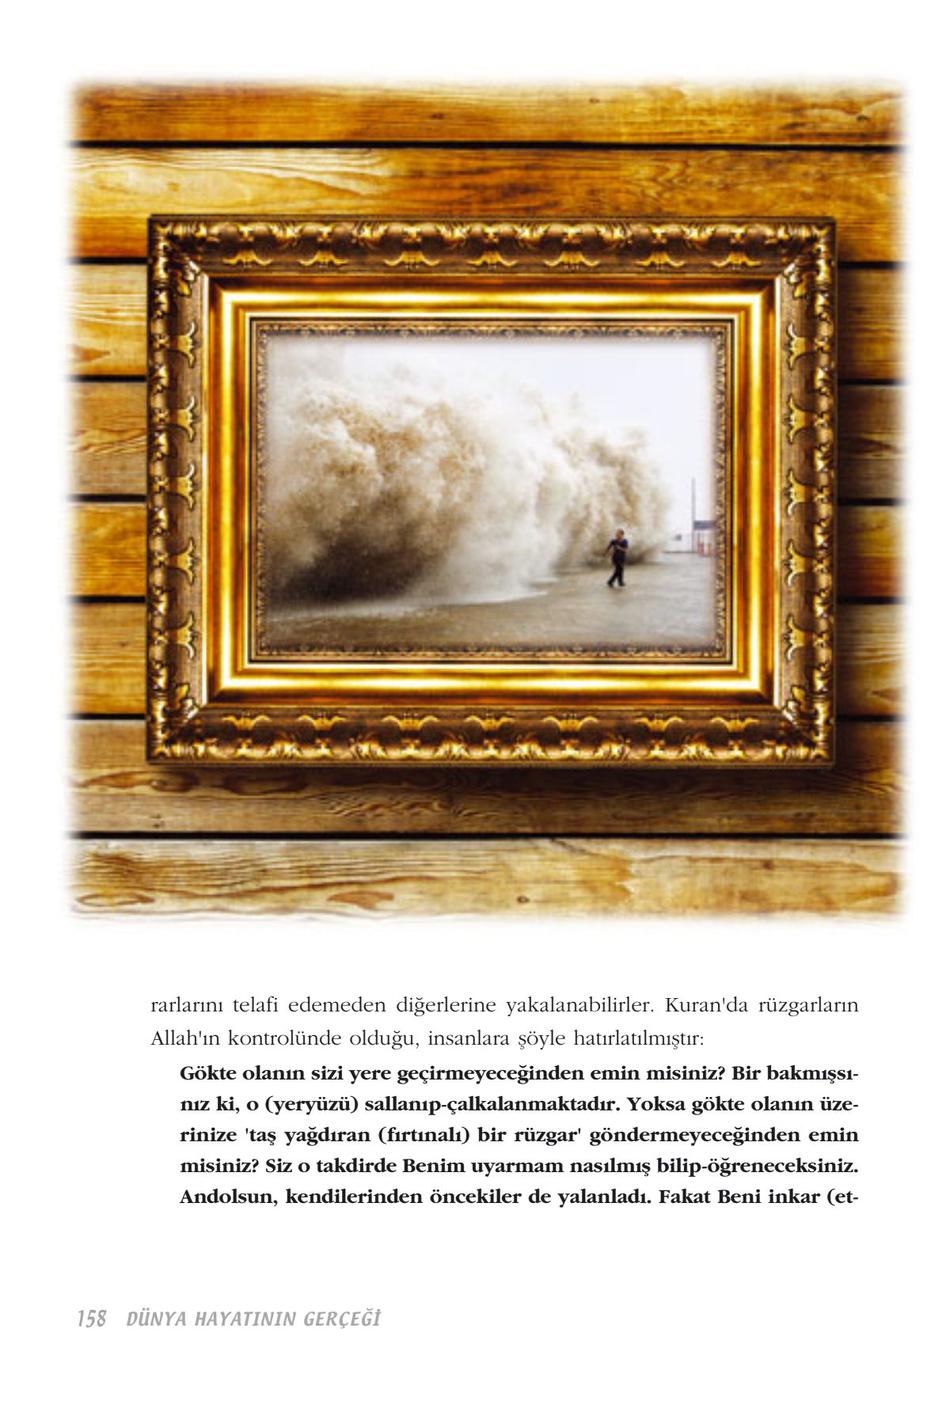 rarlarını telafi edemeden diğerlerine yakalanabilirler. Kuran'da rüzgarların
Allah'ın kontrolünde olduğu, insanlara şöyle hatırlatılmıştır:
Gökte olanın sizi yere geçirmeyeceğinden emin misiniz? Bir bakmışsı-
nız ki, o (yeryüzü) sallanıp-çalkalanmaktadır. Yoksa gökte olanın üze-
rinize 'taş yağdıran (fırtınalı) bir rüzgar' göndermeyeceğinden emin
misiniz? Siz o takdirde Benim uyarmam nasılmış bilip-öğreneceksiniz.
Andolsun, kendilerinden öncekiler de yalanladı. Fakat Beni inkar (et-
158 DÜNYA HAYATININ GERÇEĞİ